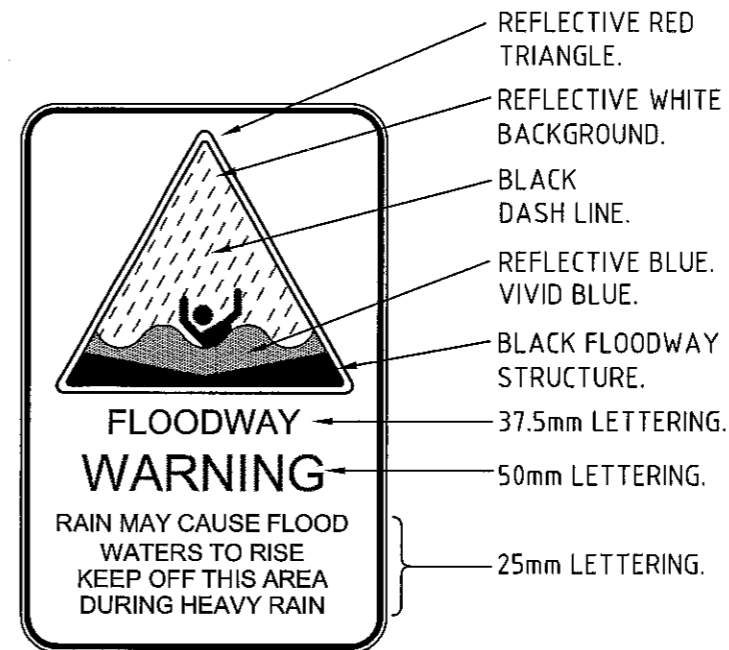 REFLECTIVE RED
TRIANGLE.
REFLECTIVE WHITE
BACKGROUND.
BLACK
DASH LINE.
REFLECTIVE BLUE.
VIVID BLUE.
BLACK FLOODWAY
STRUCTURE.
FLOODWAY
37.5mm LETTERING.
WARNING
50mm LETTERING.
RAIN MAY CAUSE FLOOD
WATERS TO RISE
KEEP OFF THIS AREA
DURING HEAVY RAIN
25mm LETTERING.